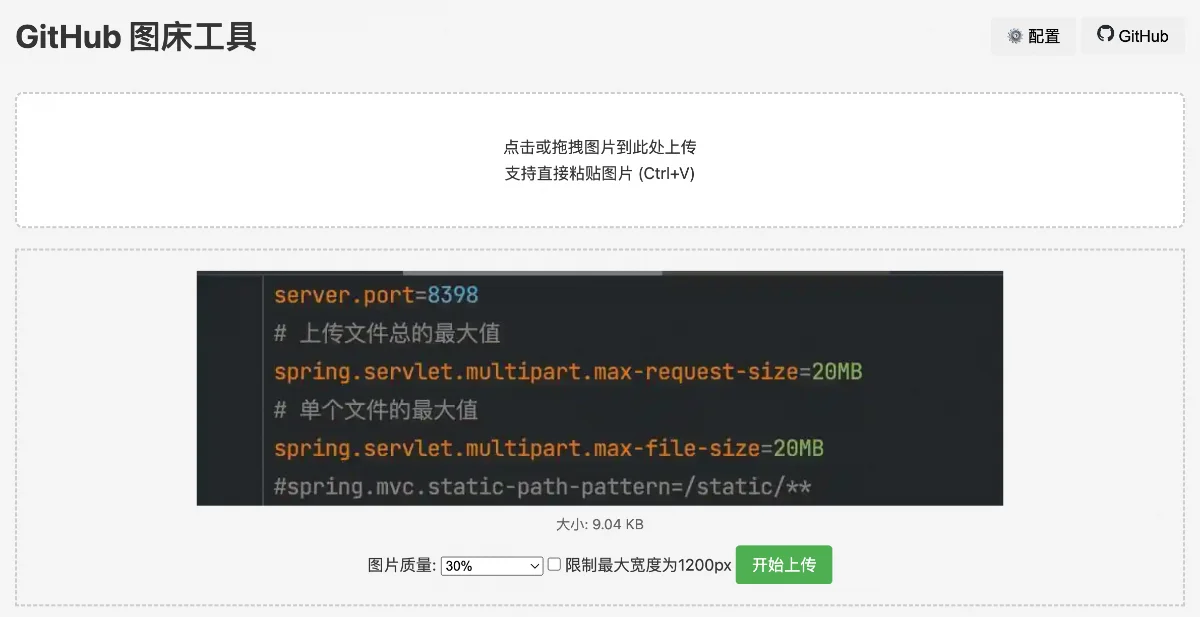 GitHub 图床工具
配置
GitHub
点击或拖拽图片到此处上传
支持直接粘贴图片 (Ctrl+V)
server.port=8398
# 上传文件总的最大值
spring.servlet.multipart.max-request-size=20MB
# 单个文件的最大值
spring.servlet.multipart.max-file-size=20MB
#spring.mvc.static-path-pattern=/static/**
大小: 9.04 KB
图片质量: 30% 限制最大宽度为1200px 开始上传